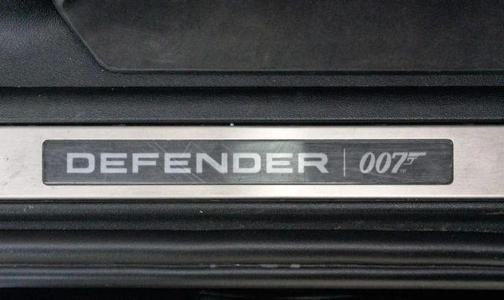 DEFENDER | 007